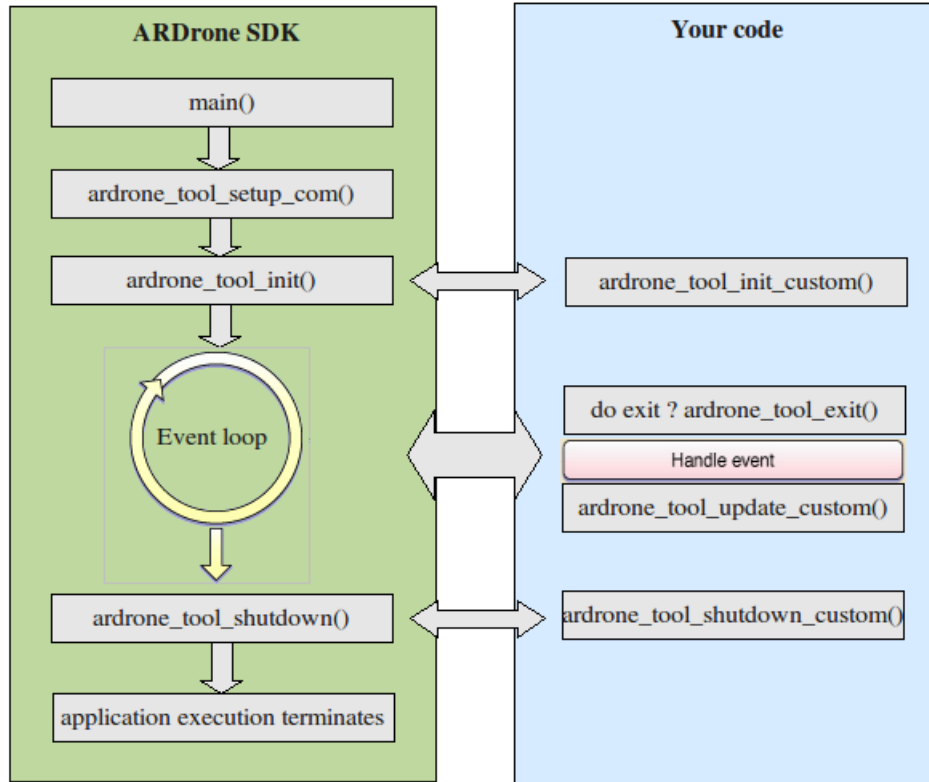 ARDrone SDK
main()
ardrone_tool_setup_com()
ardrone_tool_init()
Event loop
ardrone_tool_shutdown()
application execution terminates
Your code
ardrone_tool_init_custom()
do exit ? ardrone_tool_exit()
Handle event
ardrone_tool_update_custom()
ardrone_tool_shutdown_custom()